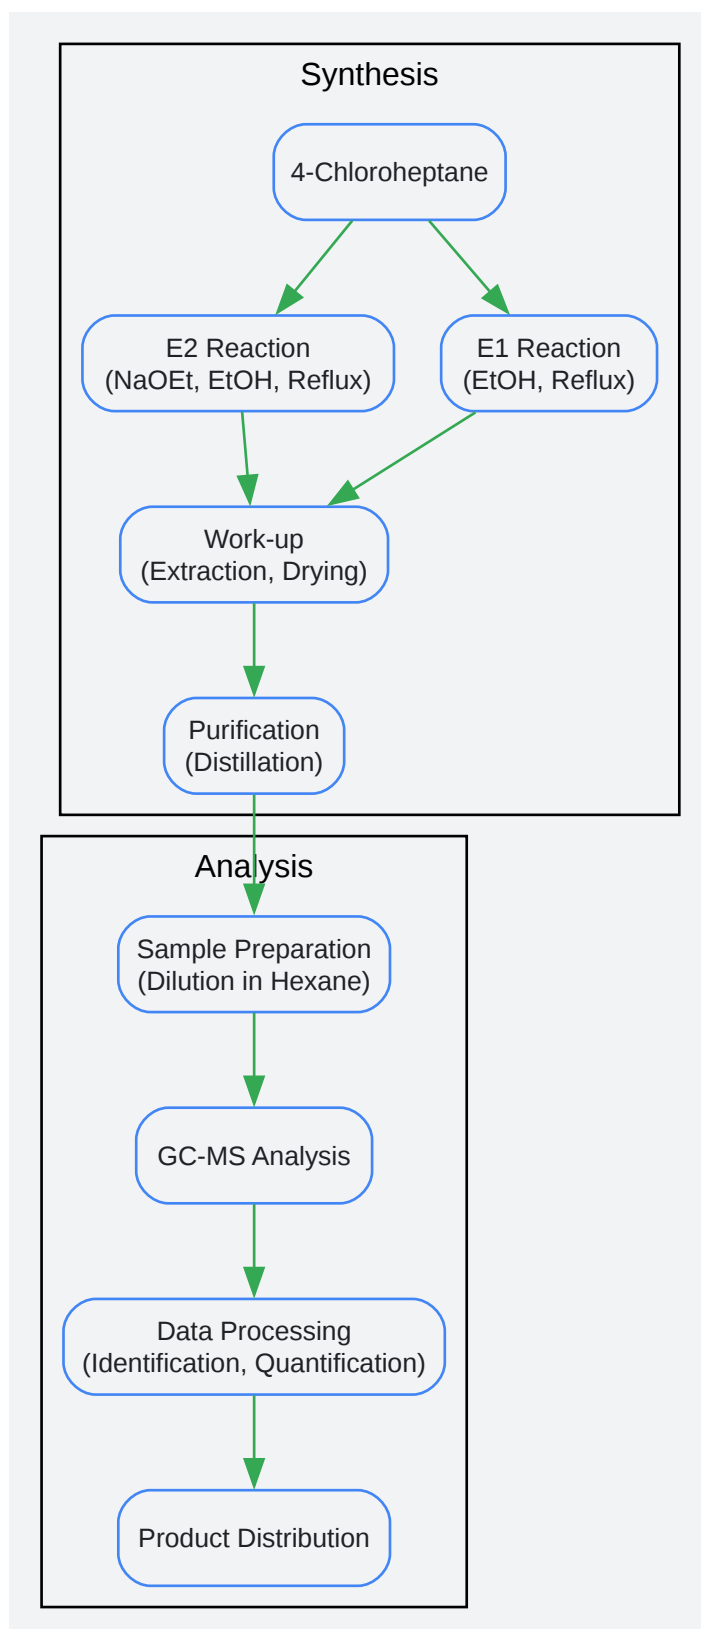 Synthesis
4-Chloroheptane
E2 Reaction
(NaOEt, EtOH, Reflux)
E1 Reaction
(EtOH, Reflux)
Work-up
(Extraction, Drying)
Purification
(Distillation)
Analysis
Sample Preparation
(Dilution in Hexane)
GC-MS Analysis
Data Processing
(Identification, Quantification)
Product Distribution